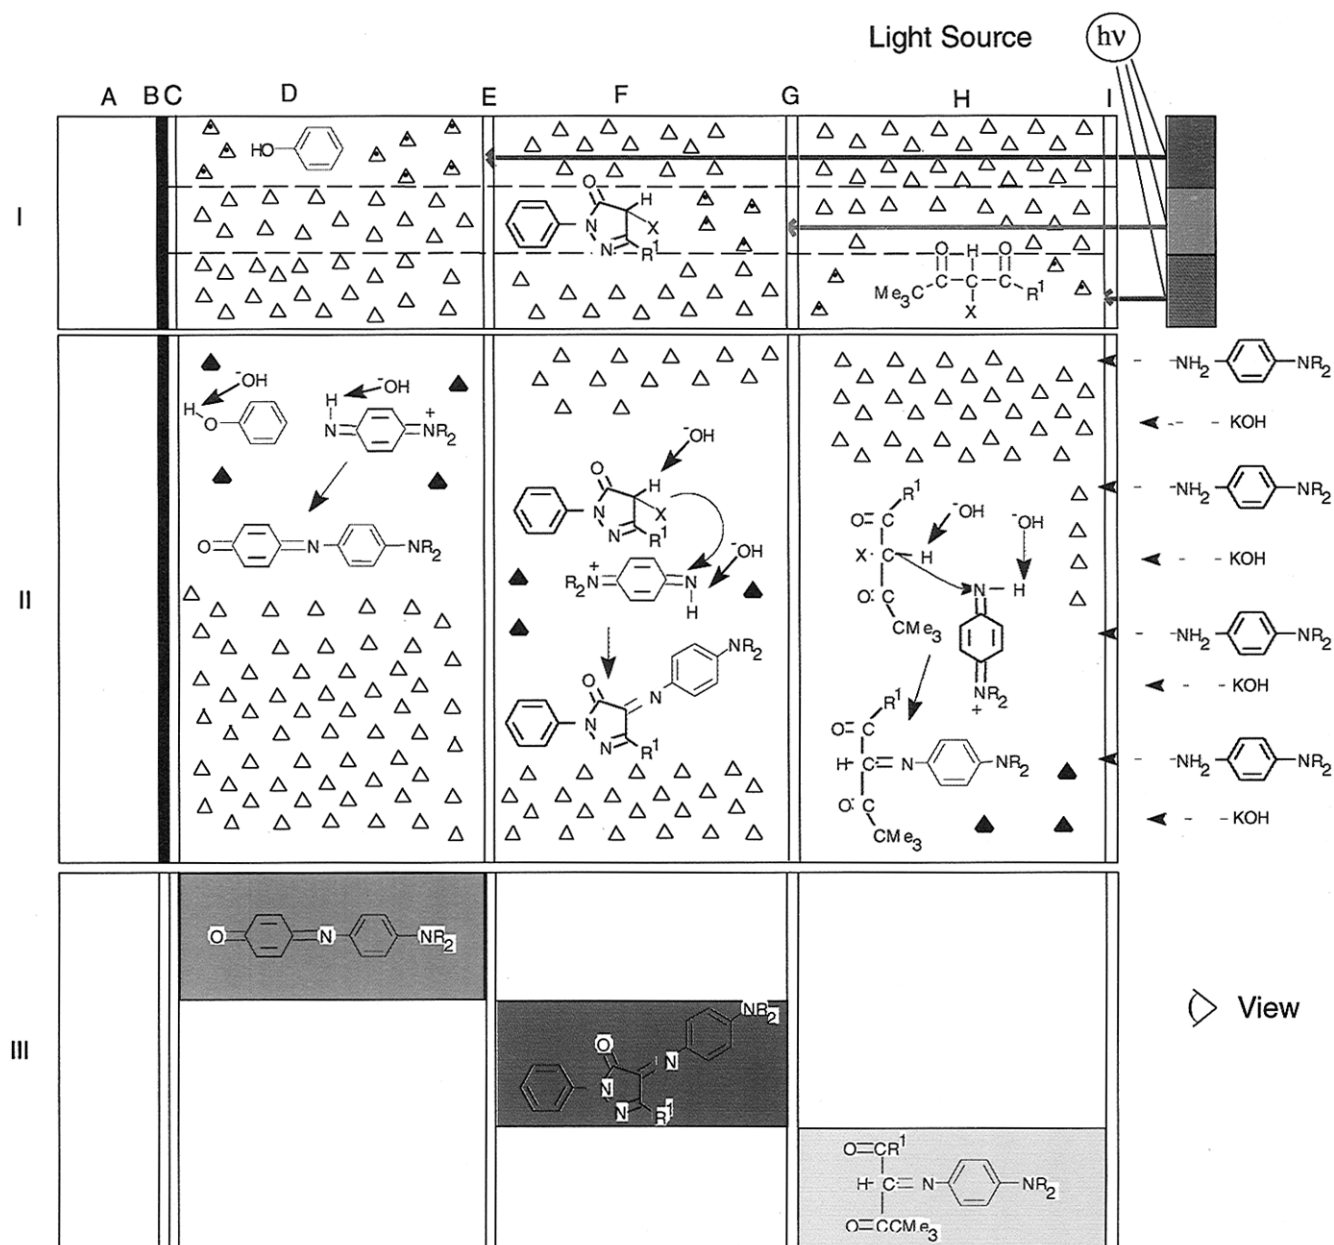 Light Source
hν
A B C D E F G H I
I
HO
O
H
X
N
N
R¹
O H O
C C C
Me₃C R¹
X
II
⁻OH
H
O
⁻OH
H
N NR₂
+
O N NR₂
⁻OH
O
H
X
N
N
R¹
⁻OH
R₂N N
+
H
NR₂
N
O
N
N
R¹
R¹
O=C
⁻OH
⁻OH
X C H
N — H
O: C
CMe₃
NR₂
+
R¹
O=C
H C = N NR₂
O: C
CMe₃
NH₂ NR₂
KOH
NH₂ NR₂
KOH
NH₂ NR₂
KOH
NH₂ NR₂
KOH
III
O N NR₂
NR₂
O
N
N
N
R¹
O=CR¹
H C = N NR₂
O=CCMe₃
View